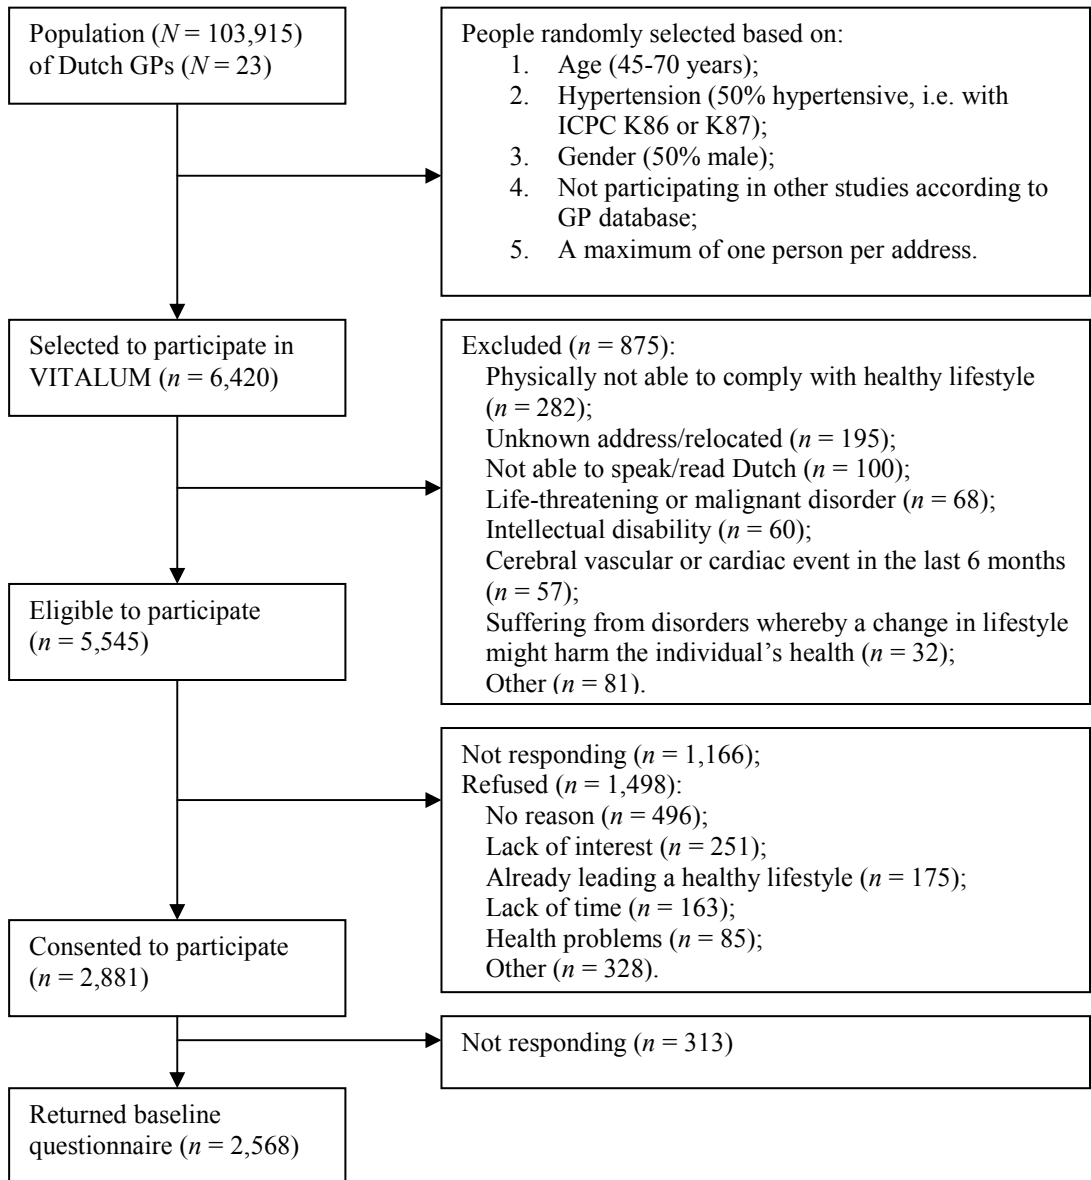 Population (N = 103,915)
of Dutch GPs (N = 23)
People randomly selected based on:
1. Age (45-70 years);
2. Hypertension (50% hypertensive, i.e. with
ICPC K86 or K87);
3. Gender (50% male);
4. Not participating in other studies according to
GP database;
5. A maximum of one person per address.
Selected to participate in
VITALUM (n = 6,420)
Excluded (n = 875):
Physically not able to comply with healthy lifestyle
(n = 282);
Unknown address/relocated (n = 195);
Not able to speak/read Dutch (n = 100);
Life-threatening or malignant disorder (n = 68);
Intellectual disability (n = 60);
Cerebral vascular or cardiac event in the last 6 months
(n = 57);
Suffering from disorders whereby a change in lifestyle
might harm the individual's health (n = 32);
Other (n = 81).
Eligible to participate
(n = 5,545)
Not responding (n = 1,166);
Refused (n = 1,498):
No reason (n = 496);
Lack of interest (n = 251);
Already leading a healthy lifestyle (n = 175);
Lack of time (n = 163);
Health problems (n = 85);
Other (n = 328).
Consented to participate
(n = 2,881)
Not responding (n = 313)
Returned baseline
questionnaire (n = 2,568)